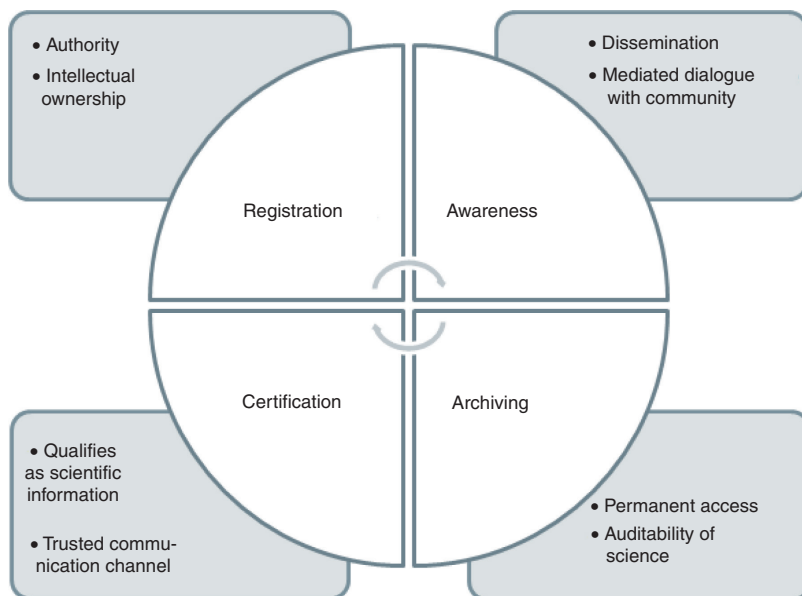 • Authority
• Intellectual
ownership
• Dissemination
• Mediated dialogue
with community
Registration
Awareness
Certification
Archiving
• Qualifies
as scientific
information
• Trusted commu-
nication channel
• Permanent access
• Auditability of
science